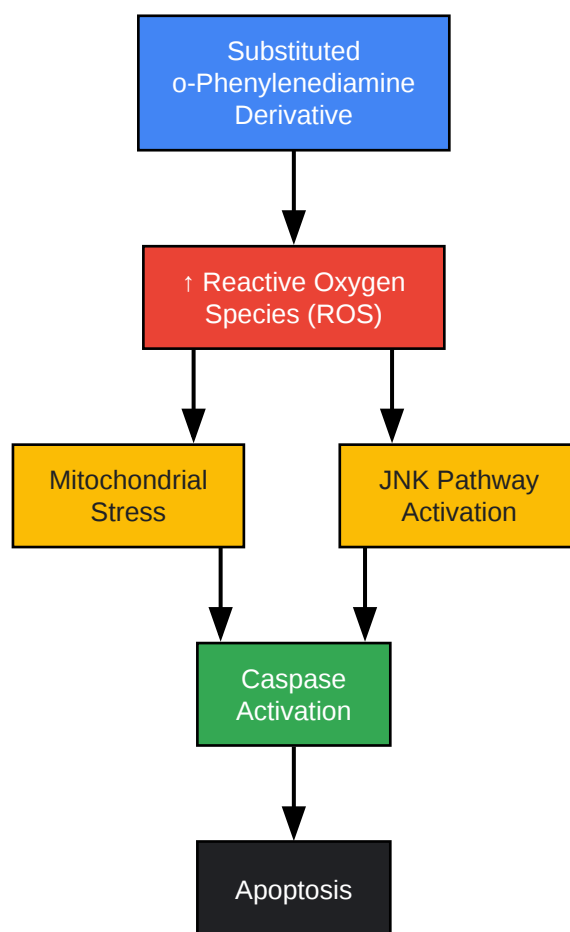 Substituted
o-Phenylenediamine
Derivative
↑ Reactive Oxygen
Species (ROS)
Mitochondrial
Stress
JNK Pathway
Activation
Caspase
Activation
Apoptosis